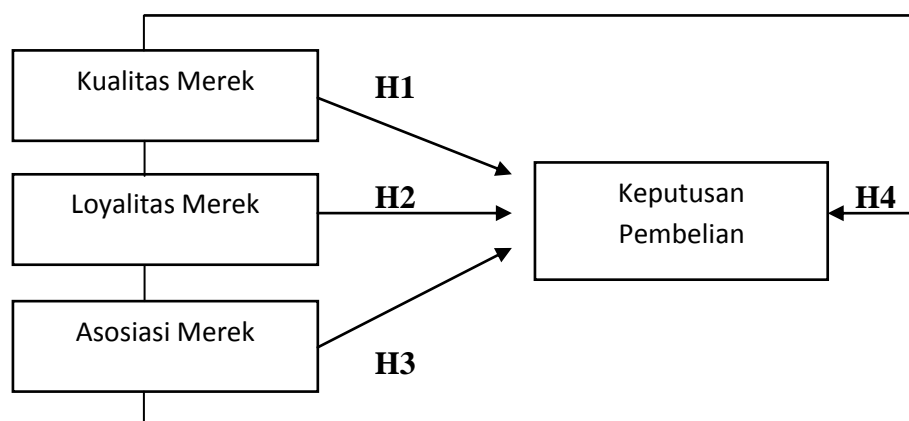 Kualitas Merek
H1
Loyalitas Merek
H2
Keputusan
Pembelian
H4
Asosiasi Merek
H3